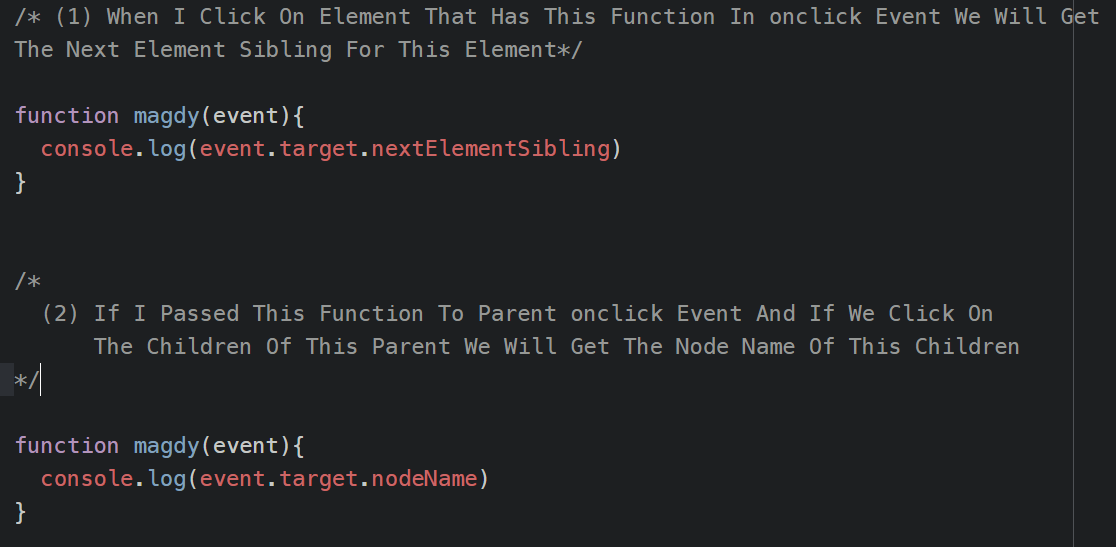 /* (1) When I Click On Element That Has This Function In onclick Event We Will Get
The Next Element Sibling For This Element*/
function magdy(event){
console.log(event.target.nextElementSibling)
}
/*
(2) If I Passed This Function To Parent onclick Event And If We Click On
The Children Of This Parent We Will Get The Node Name Of This Children
*/
function magdy(event){
console.log(event.target.nodeName)
}